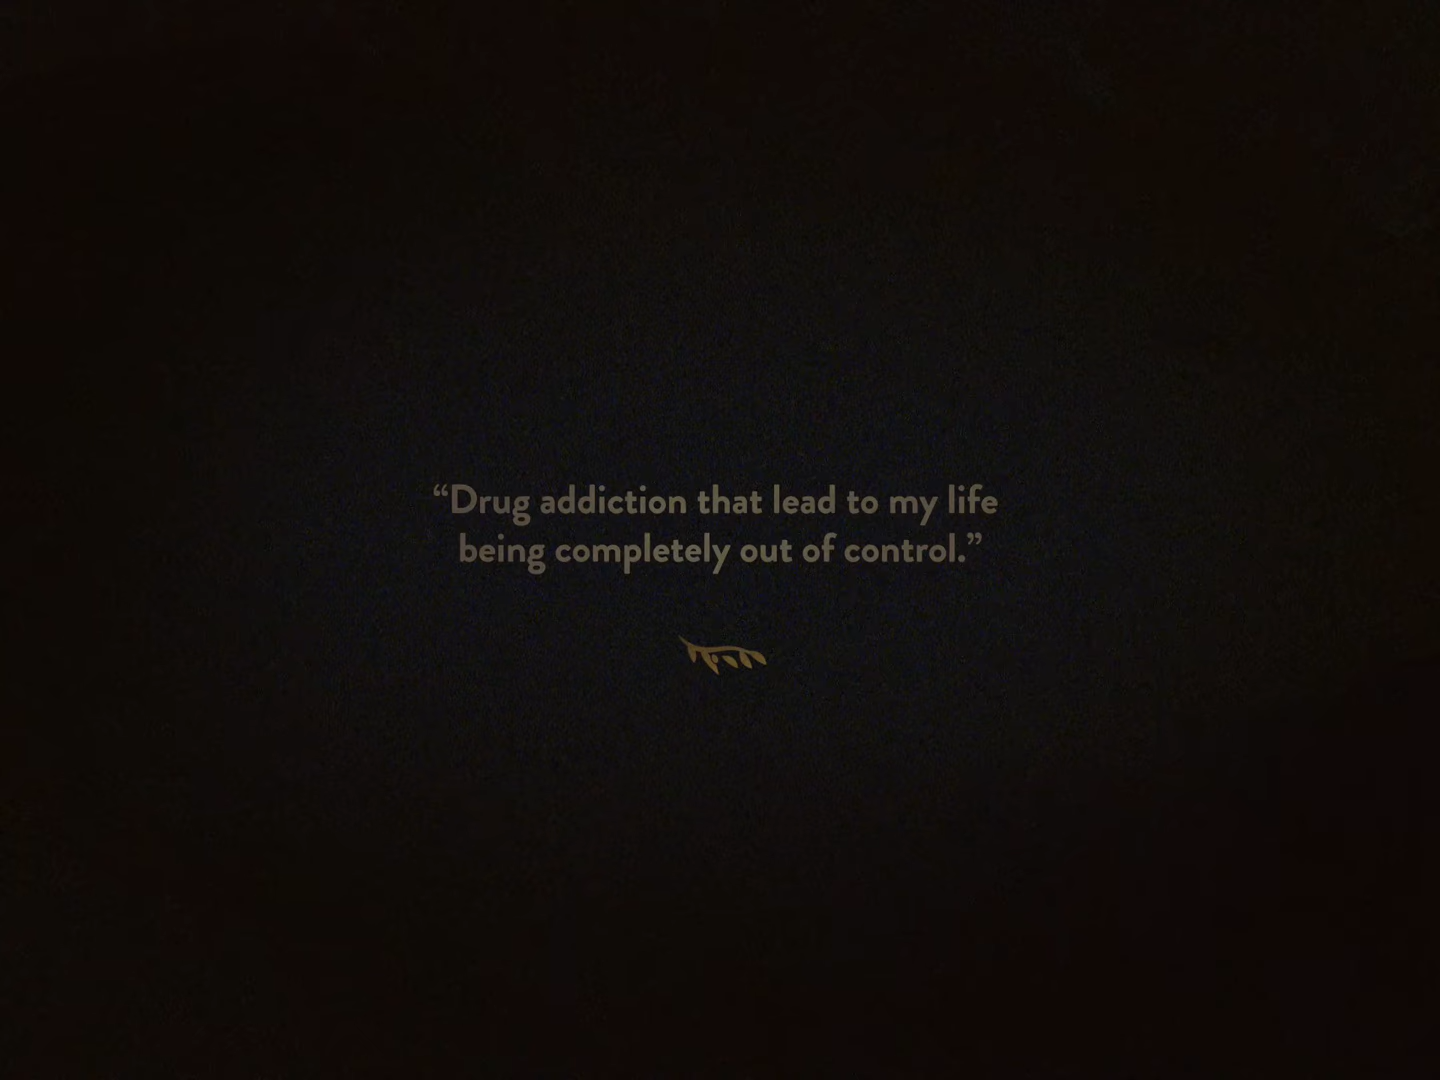 “Drug addiction that lead to my life
being completely out of control.”